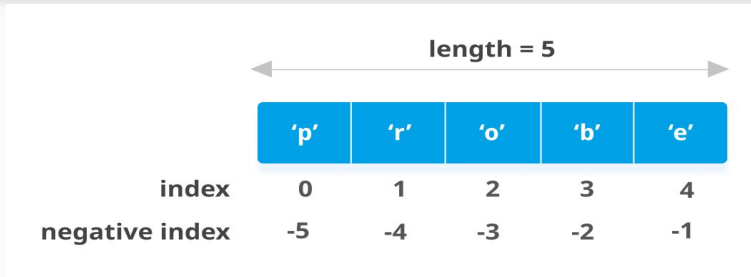 length = 5
‘p’ ‘r’ ‘o’ ‘b’ ‘e’
index 0 1 2 3 4
negative index -5 -4 -3 -2 -1